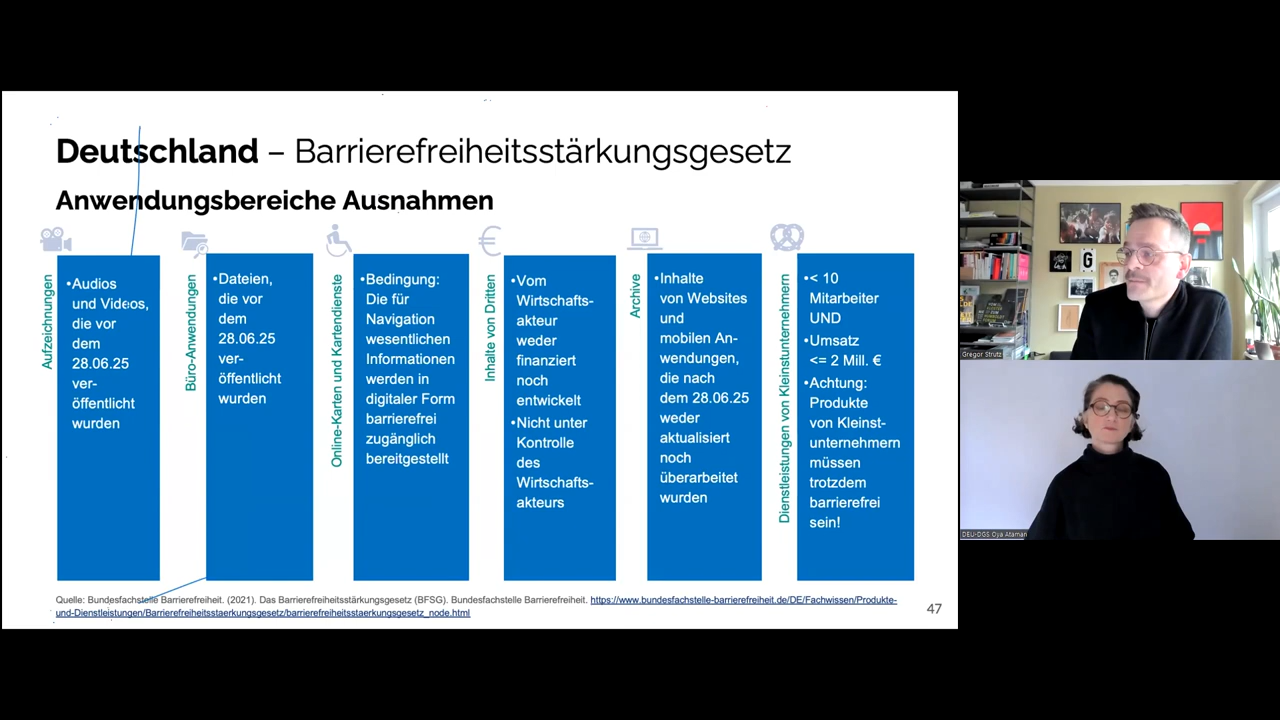 Deutschland – Barrierefreiheitsstärkungsgesetz
Anwendungsbereiche Ausnahmen
Aufzeichnungen
•Audios
und Videos,
die vor
dem
28.06.25
ver-
öffentlicht
wurden
Büro-Anwendungen
•Dateien,
die vor
dem
28.06.25
ver-
öffentlicht
wurden
Online-Karten und Kartendienste
•Bedingung:
Die für
Navigation
wesentlichen
Informationen
werden in
digitaler Form
barrierefrei
zugänglich
bereitgestellt
Inhalte von Dritten
•Vom
Wirtschafts-
akteur
weder
finanziert
noch
entwickelt
•Nicht unter
Kontrolle
des
Wirtschafts-
akteurs
Archive
•Inhalte
von Websites
und
mobilen An-
wendungen,
die nach
dem 28.06.25
weder
aktualisiert
noch
überarbeitet
wurden
Dienstleistungen von Kleinstunternehmern
•< 10
Mitarbeiter
UND
•Umsatz
<= 2 Mill. €
•Achtung:
Produkte
von Kleinst-
unternehmern
müssen
trotzdem
barrierefrei
sein!
Quelle: Bundesfachstelle Barrierefreiheit. (2021). Das Barrierefreiheitsstärkungsgesetz (BFSG). Bundesfachstelle Barrierefreiheit. https://www.bundesfachstelle-barrierefreiheit.de/DE/Fachwissen/Produkte-
und-Dienstleistungen/Barrierefreiheitsstaerkungsgesetz/barrierefreiheitsstaerkungsgesetz_node.html
47
G
Gregor Strutz
DEU-DGS Oya Ataman